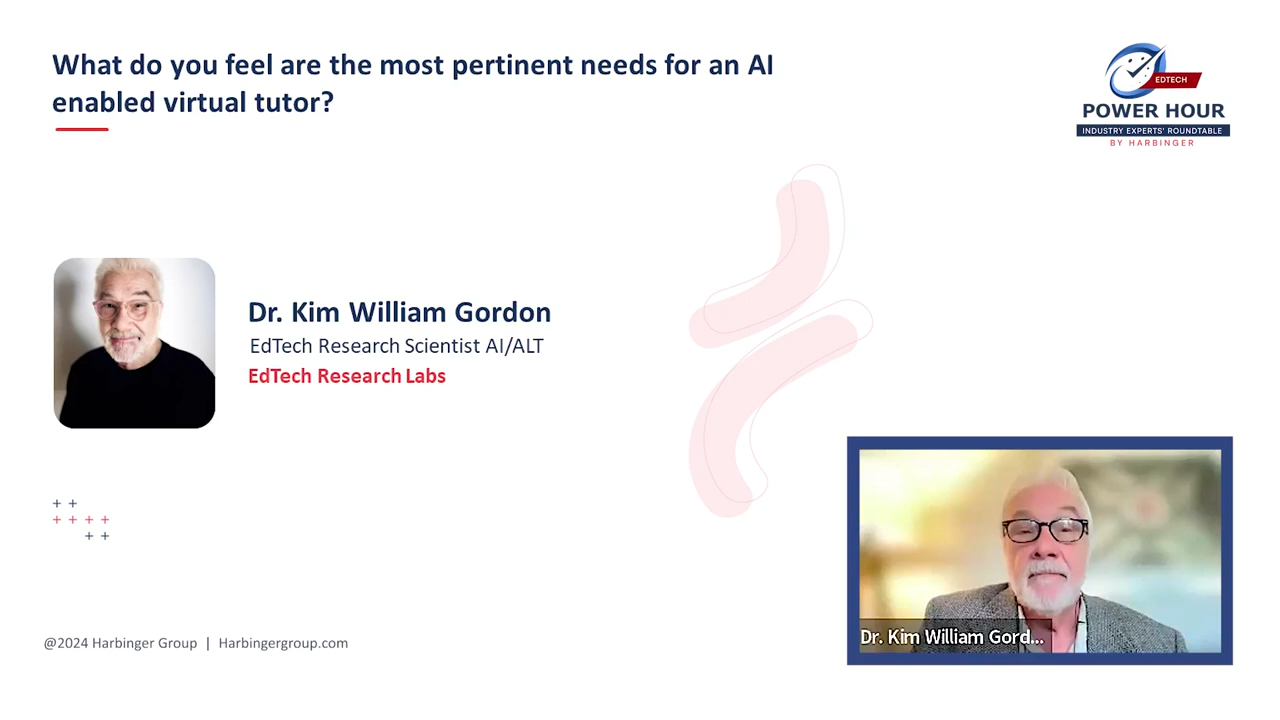 What do you feel are the most pertinent needs for an AI
enabled virtual tutor?
EDTECH
POWER HOUR
INDUSTRY EXPERTS' ROUNDTABLE
BY HARBINGER
Dr. Kim William Gordon
EdTech Research Scientist AI/ALT
EdTech Research Labs
Dr. Kim William Gord...
@2024 Harbinger Group | Harbingergroup.com